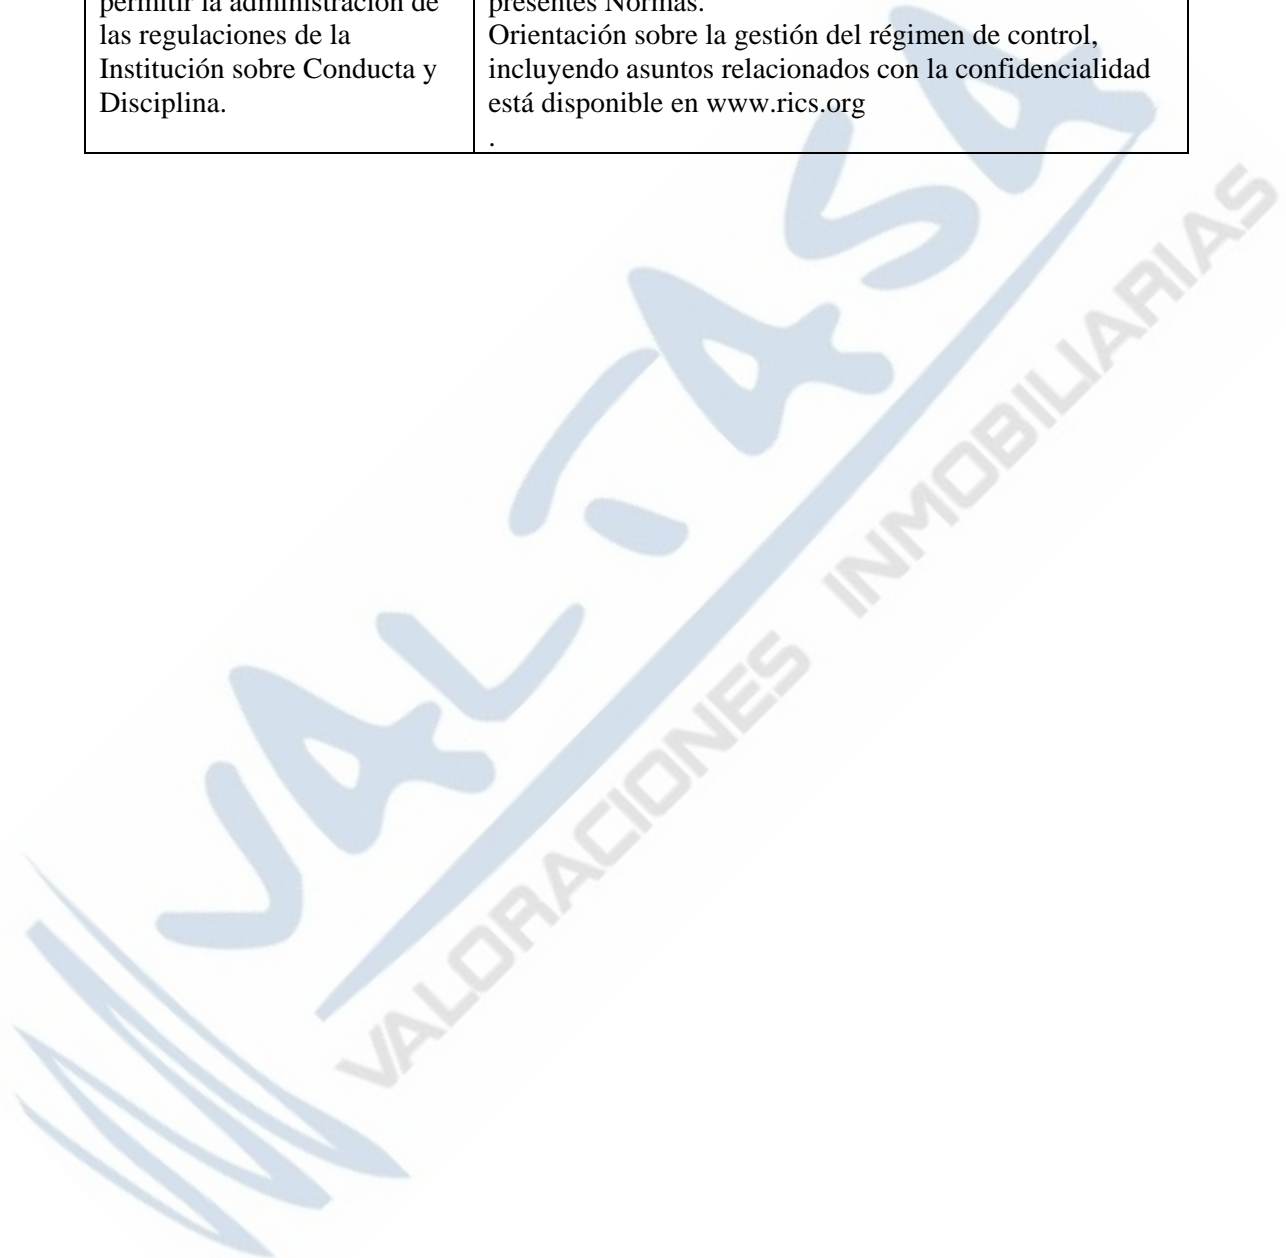 permitir la administración de
las regulaciones de la
Institución sobre Conducta y
Disciplina.
presentes Normas.
Orientación sobre la gestión del régimen de control,
incluyendo asuntos relacionados con la confidencialidad
está disponible en www.rics.org
.
VALTASA
VALORACIONES INMOBILIARIAS